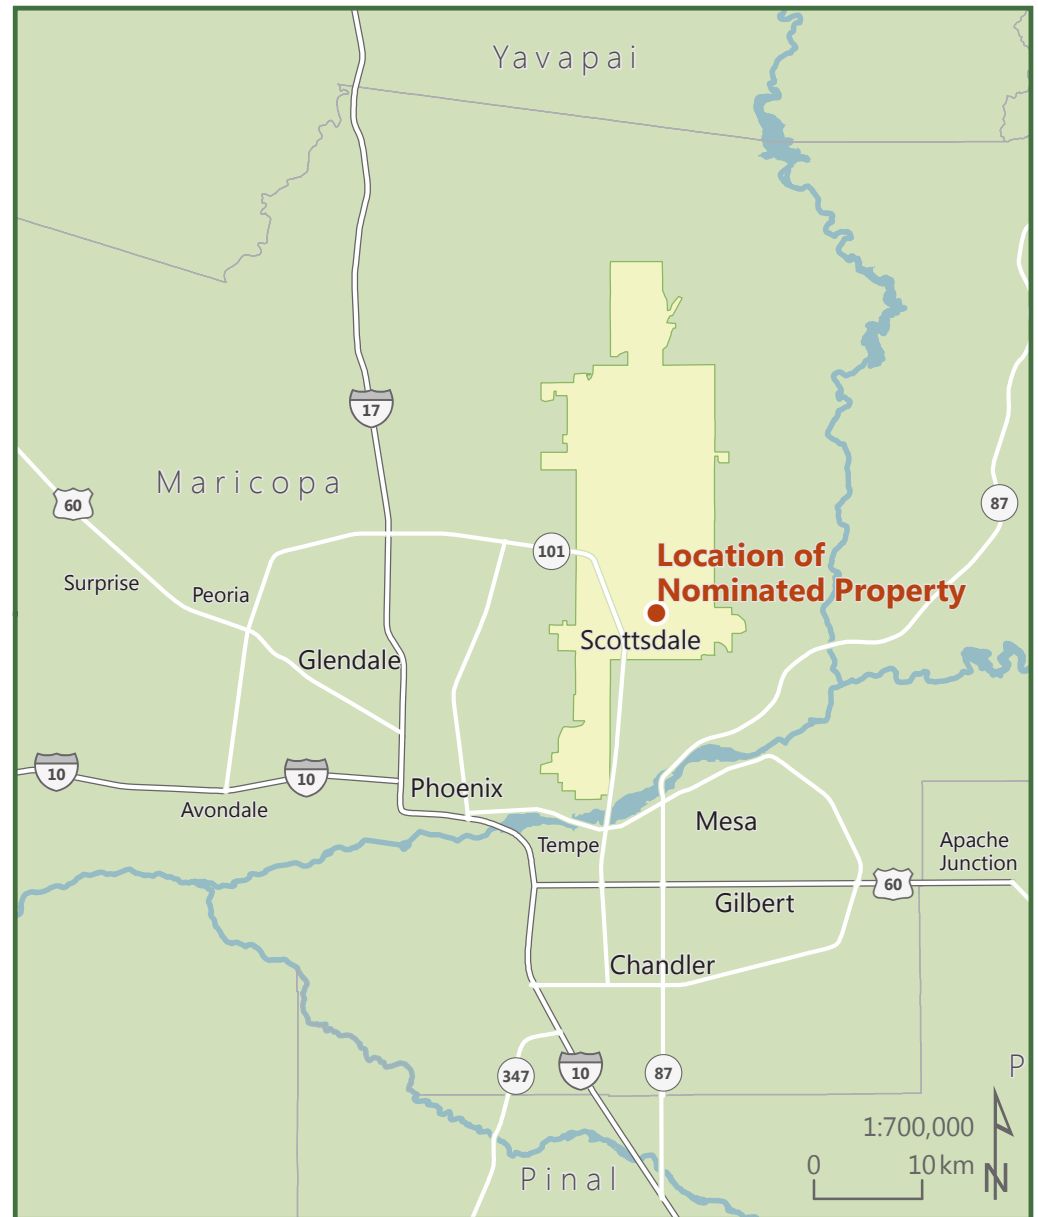 Yavapai
17
Maricopa
60
87
101
Location of
Nominated Property
Surprise
Peoria
Scottsdale
Glendale
10
10
Phoenix
Avondale
Mesa
Tempe
Apache
Junction
60
Gilbert
Chandler
P
347
10
87
1:700,000
0
10 km
N
Pinal